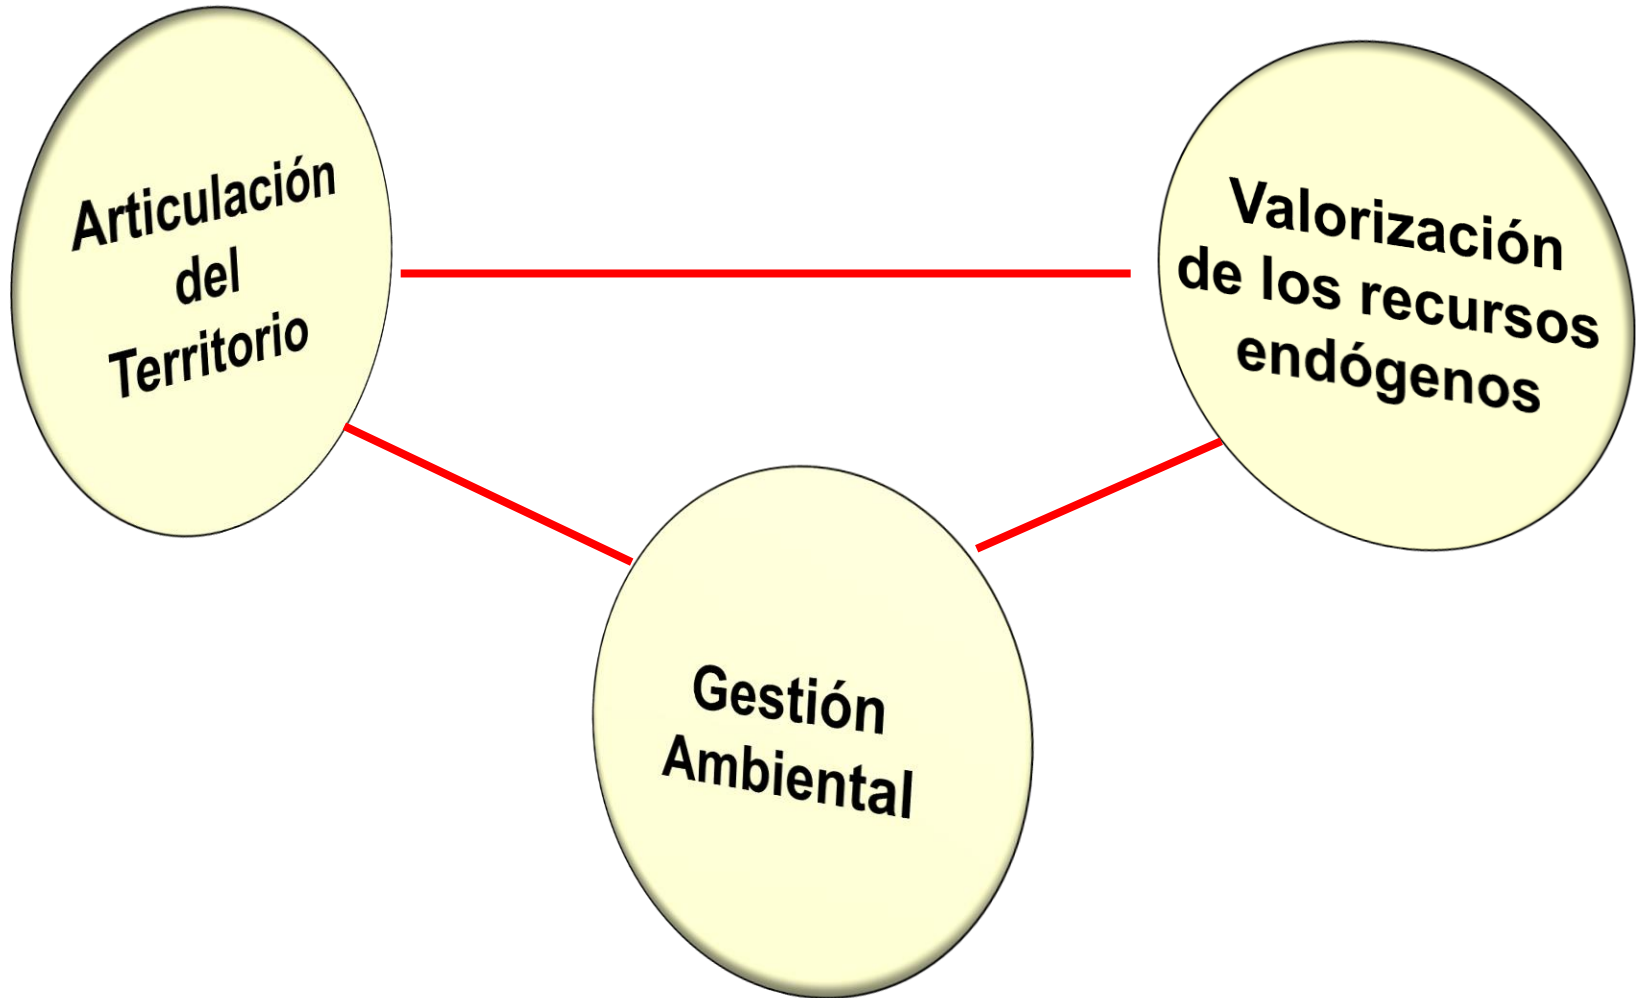 Articulación
del
Territorio
Valorización
de los recursos
endógenos
Gestión
Ambiental